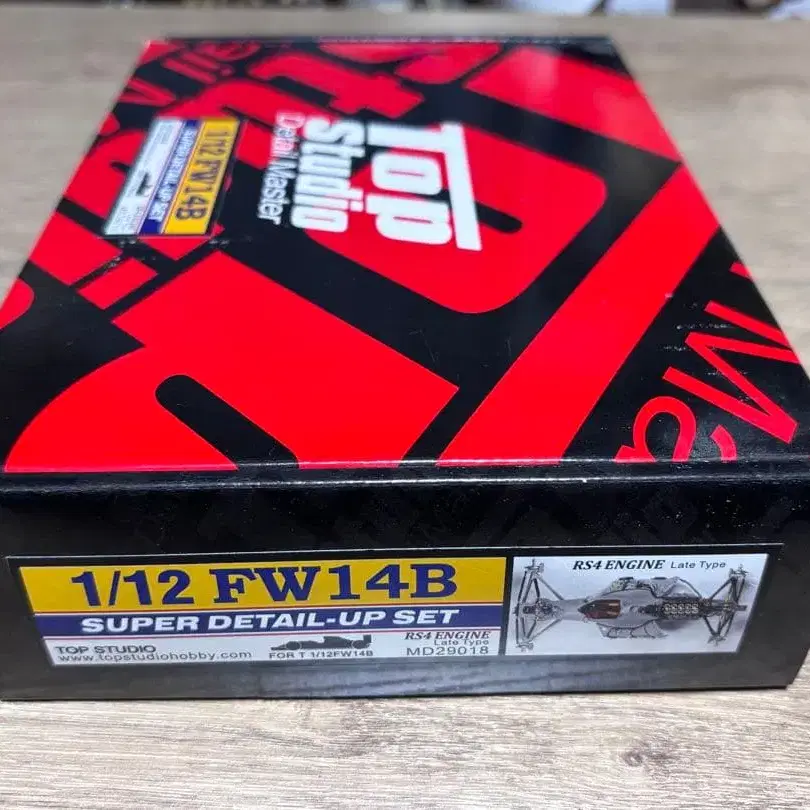 Top
Studio
Detail Master
1/12 FW14B
SUPER DETAIL-UP SET
Ma
1/12 FW14B
SUPER DETAIL-UP SET
TOP STUDIO
www.topstudiohobby.com
FOR T 1/12FW14B
RS4 ENGINE
Late Type
MD29018
RS4 ENGINE Late Type